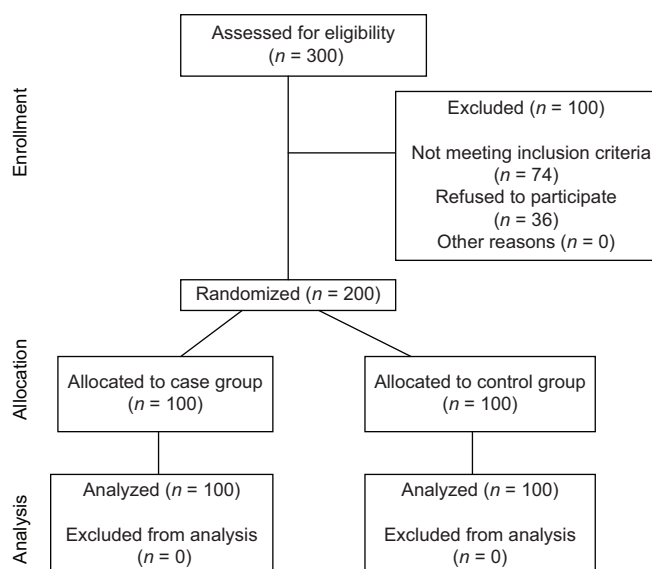 Enrollment
Assessed for eligibility
(n = 300)
Excluded (n = 100)
Not meeting inclusion criteria
(n = 74)
Refused to participate
(n = 36)
Other reasons (n = 0)
Randomized (n = 200)
Allocation
Allocated to case group
(n = 100)
Allocated to control group
(n = 100)
Analysis
Analyzed (n = 100)
Excluded from analysis
(n = 0)
Analyzed (n = 100)
Excluded from analysis
(n = 0)